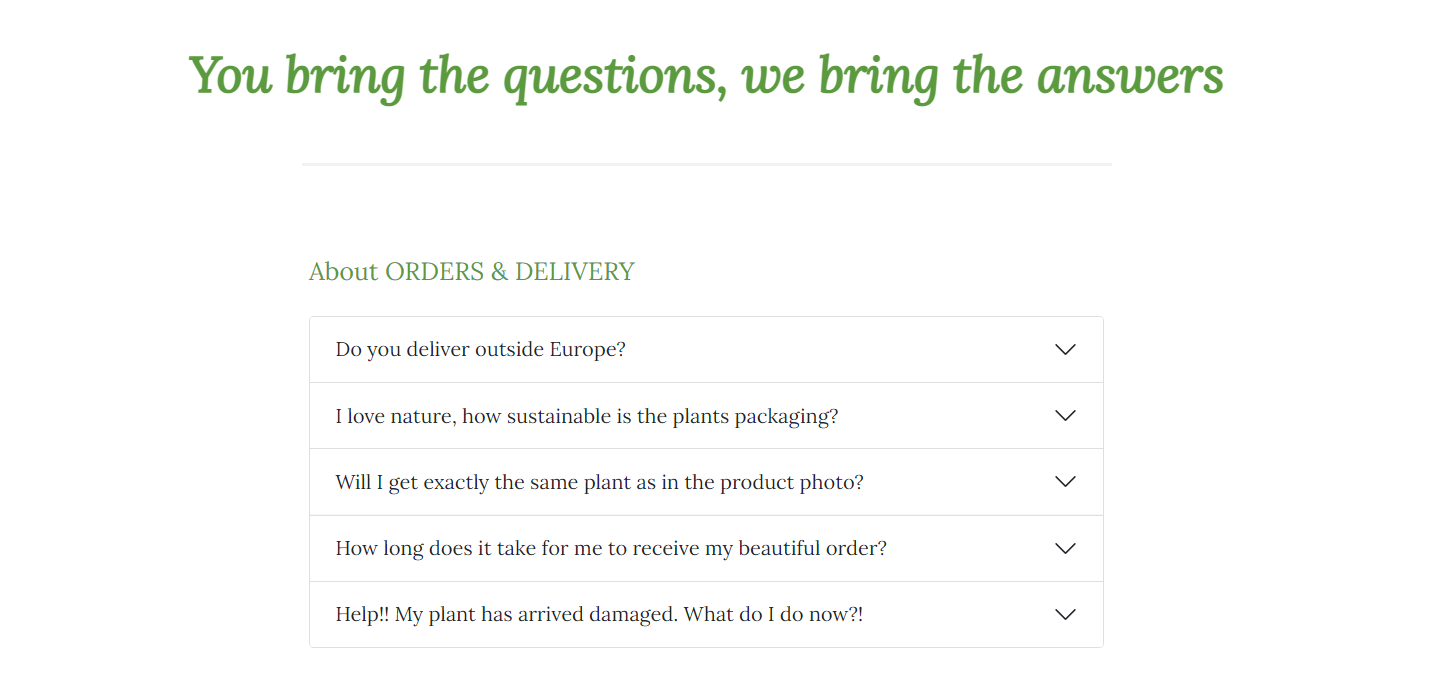 You bring the questions, we bring the answers
About ORDERS & DELIVERY
Do you deliver outside Europe?
I love nature, how sustainable is the plants packaging?
Will I get exactly the same plant as in the product photo?
How long does it take for me to receive my beautiful order?
Help!! My plant has arrived damaged. What do I do now?!